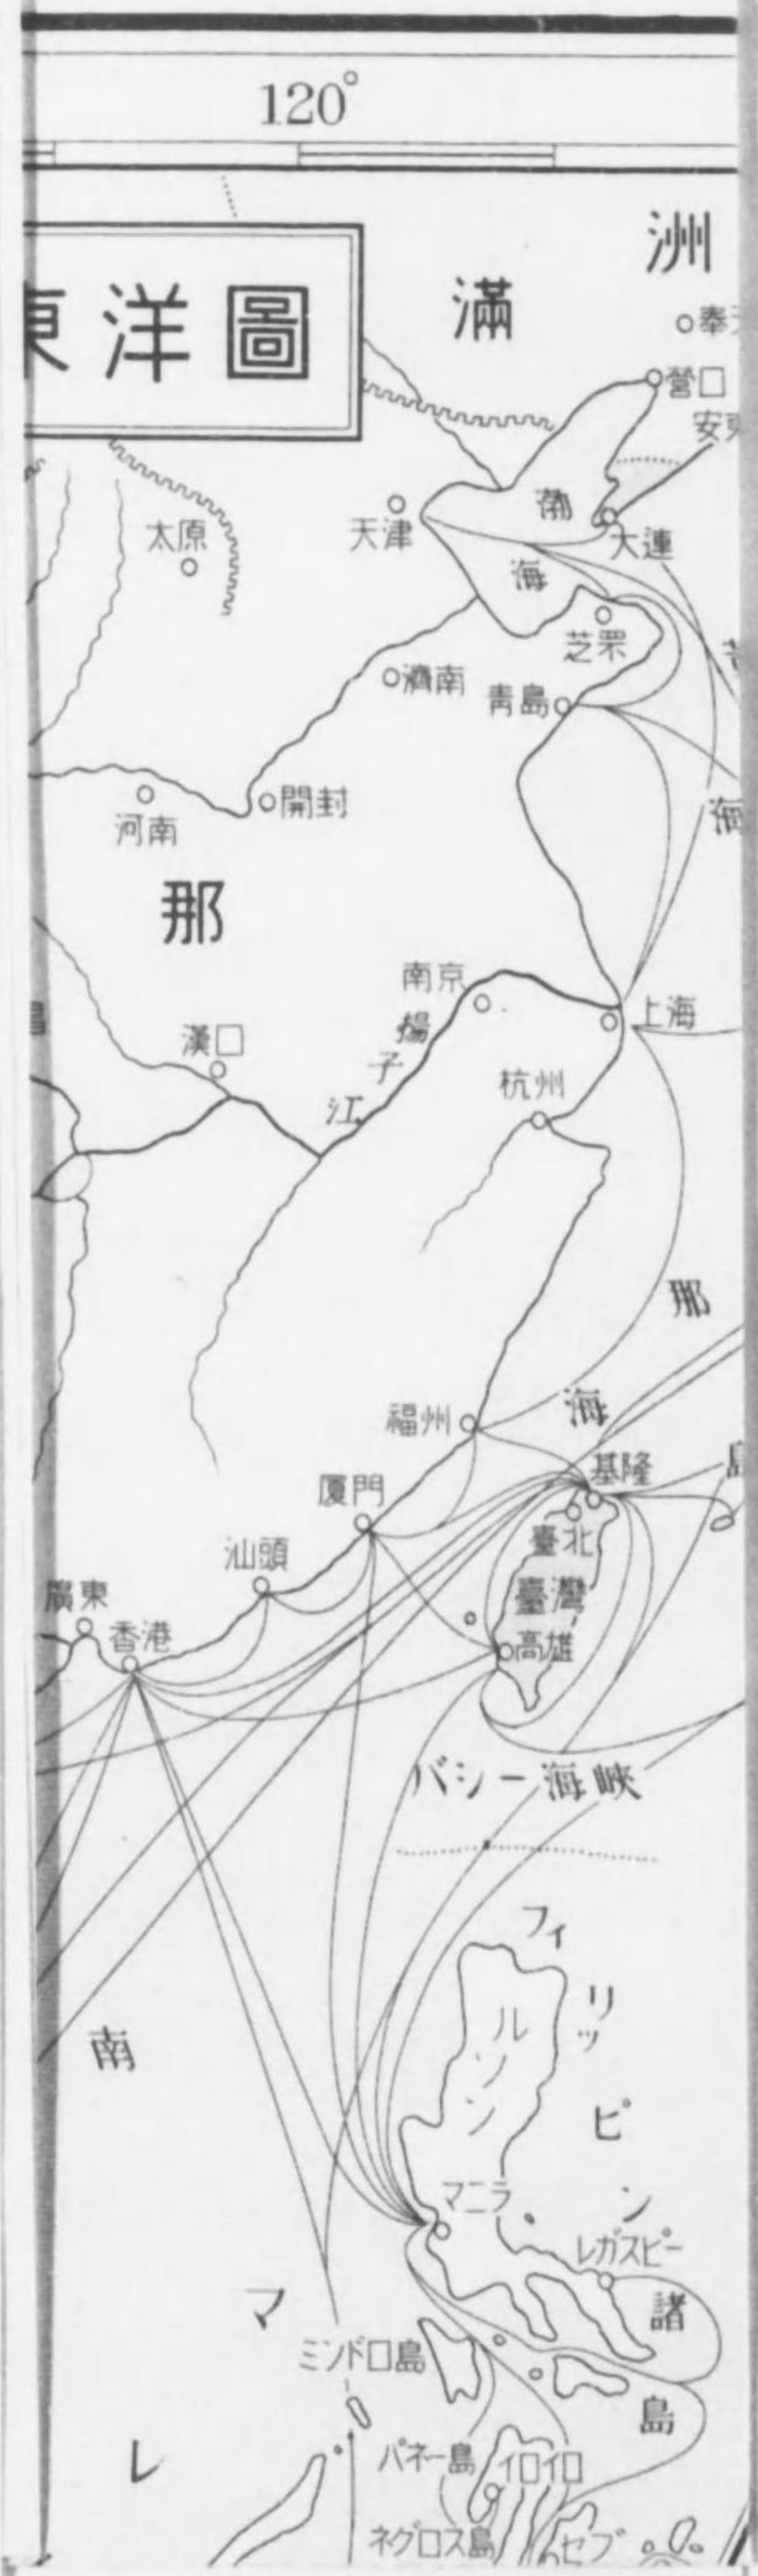 120°
洲
滿
東洋圖
奉天
營口
安東
渤
海
天津
大連
太原
芝罘
濟南
青島
開封
河南
海
那
南京
揚
子
江
上海
漢口
杭州
那
海
福州
基隆
島
厦門
臺北
汕頭
臺灣
廣東
香港
高雄
バシー海峽
フィ
リッ
ピ
ン
諸
島
ルソン
南
マニラ
レガスピー
マ
ミンドロ島
レ
パネー島
イロイロ
ネグロス島
セブ